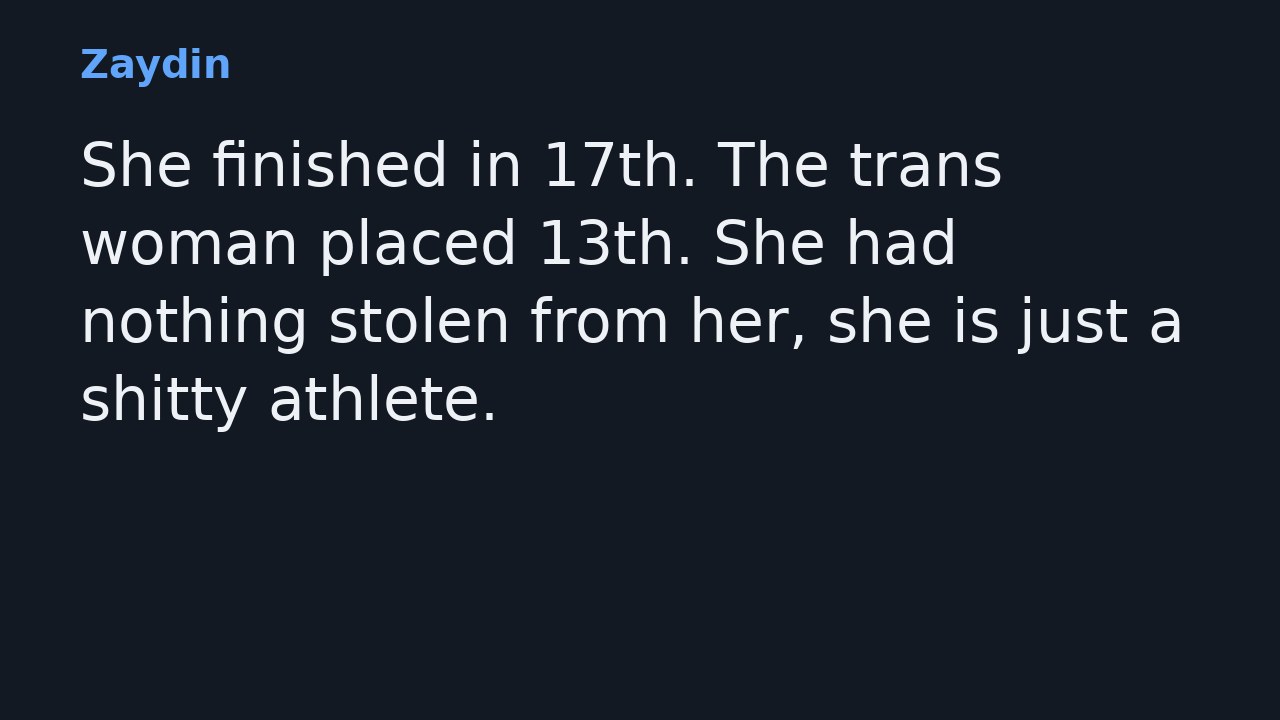 Zaydin
She finished in 17th. The trans
woman placed 13th. She had
nothing stolen from her, she is just a
shitty athlete.